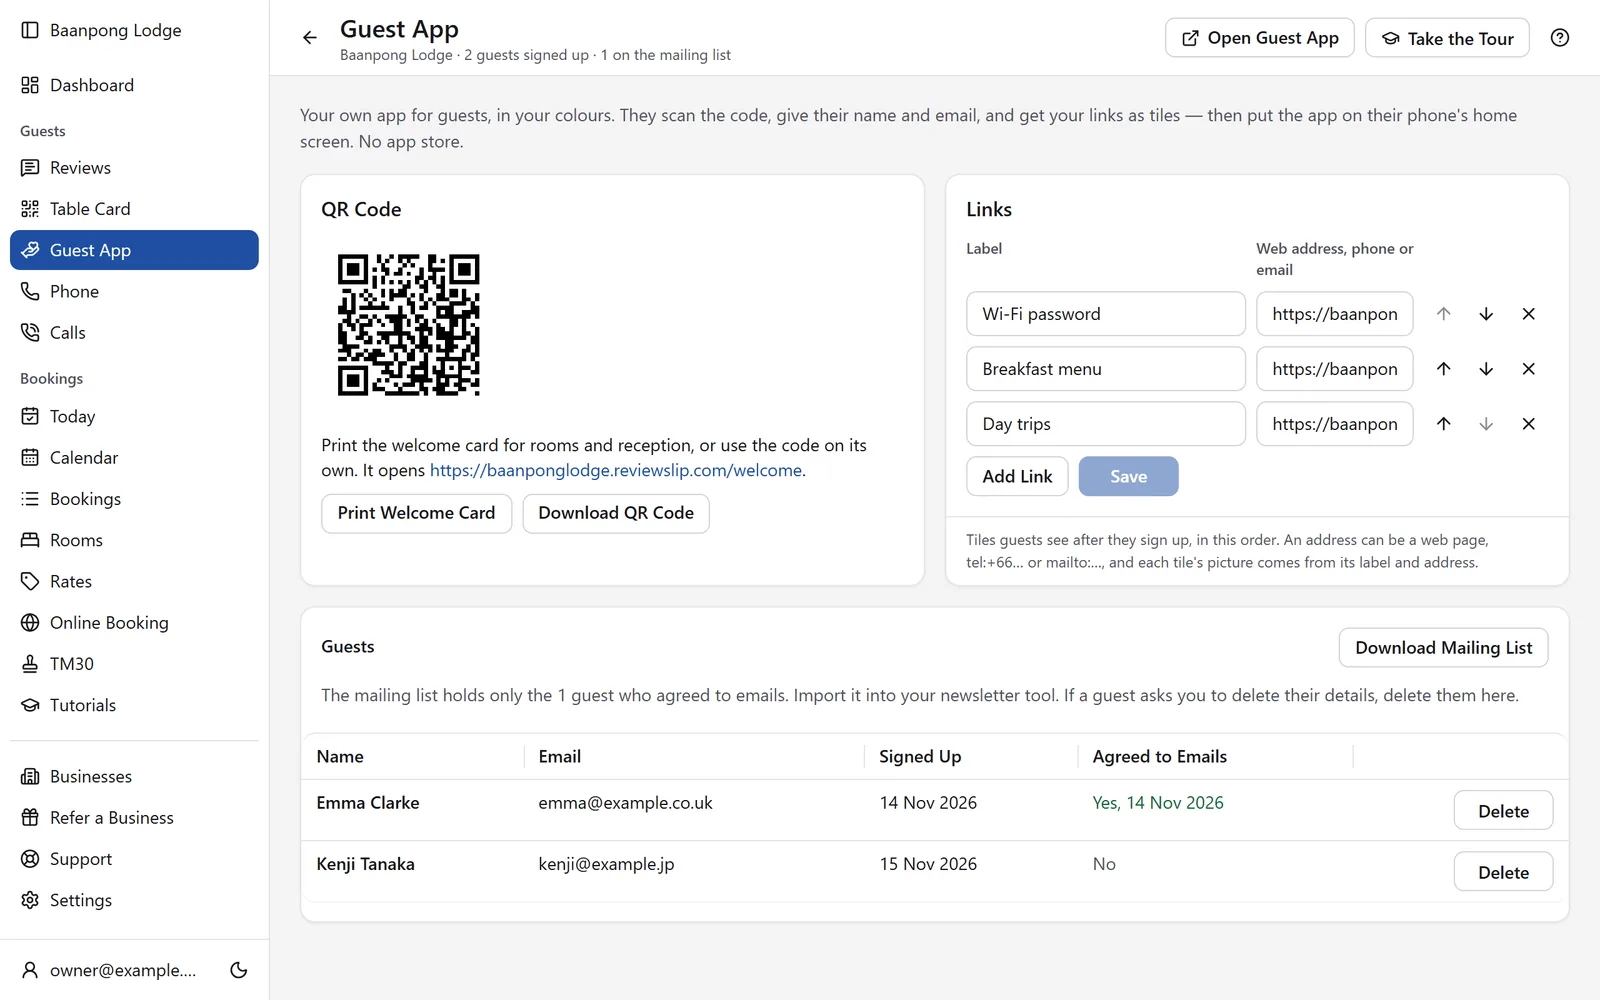 Baanpong Lodge
Dashboard
Guests
Reviews
Table Card
Guest App
Phone
Calls
Bookings
Today
Calendar
Bookings
Rooms
Rates
Online Booking
TM30
Tutorials
Businesses
Refer a Business
Support
Settings
owner@example....
Guest App
Baanpong Lodge · 2 guests signed up · 1 on the mailing list
Open Guest App
Take the Tour
Your own app for guests, in your colours. They scan the code, give their name and email, and get your links as tiles — then put the app on their phone's home
screen. No app store.
QR Code
Print the welcome card for rooms and reception, or use the code on its
own. It opens https://baanponglodge.reviewslip.com/welcome.
Print Welcome Card
Download QR Code
Links
Label
Web address, phone or
email
Wi-Fi password
https://baanpon
Breakfast menu
https://baanpon
Day trips
https://baanpon
Add Link
Save
Tiles guests see after they sign up, in this order. An address can be a web page,
tel:+66... or mailto:..., and each tile's picture comes from its label and address.
Guests
Download Mailing List
The mailing list holds only the 1 guest who agreed to emails. Import it into your newsletter tool. If a guest asks you to delete their details, delete them here.
Name Email Signed Up Agreed to Emails
Emma Clarke emma@example.co.uk 14 Nov 2026 Yes, 14 Nov 2026 Delete
Kenji Tanaka kenji@example.jp 15 Nov 2026 No Delete